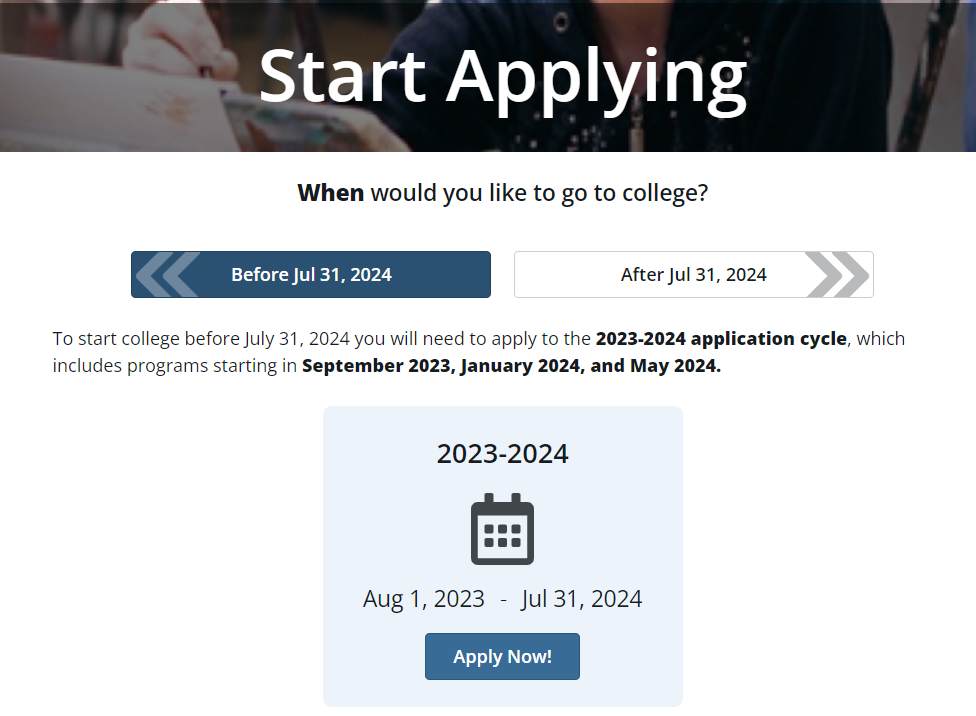 Start Applying
When would you like to go to college?
Before Jul 31, 2024
After Jul 31, 2024
To start college before July 31, 2024 you will need to apply to the 2023-2024 application cycle, which
includes programs starting in September 2023, January 2024, and May 2024.
2023-2024
Aug 1, 2023 - Jul 31, 2024
Apply Now!